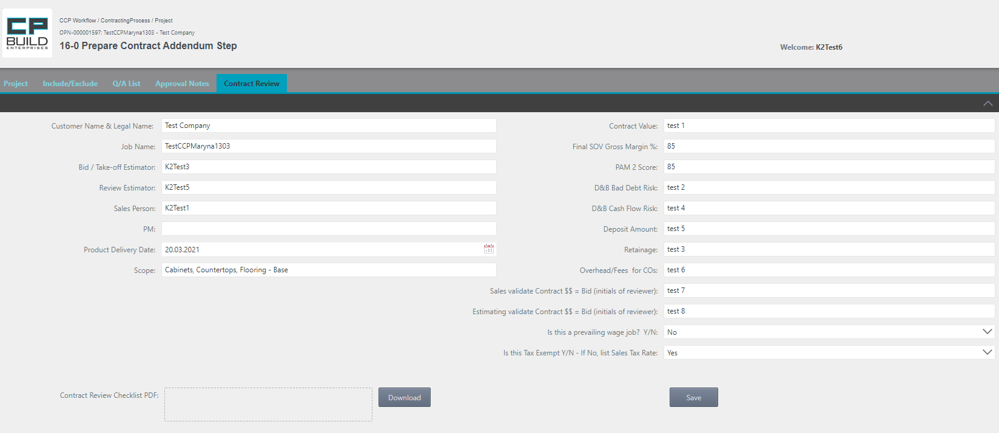 CP
BUILD
ENTERPRISES
CCP Workflow / ContractingProcess / Project
OPN-000001597: TestCCPMaryna1303 - Test Company
16-0 Prepare Contract Addendum Step
Welcome: K2Test6
Project Include/Exclude Q/A List Approval Notes Contract Review
Customer Name & Legal Name: Test Company
Job Name: TestCCPMaryna1303
Bid / Take-off Estimator: K2Test3
Review Estimator: K2Test5
Sales Person: K2Test1
PM:
Product Delivery Date: 20.03.2021
Scope: Cabinets, Countertops, Flooring - Base
Contract Value: test 1
Final SOV Gross Margin %: 85
PAM 2 Score: 85
D&B Bad Debt Risk: test 2
D&B Cash Flow Risk: test 4
Deposit Amount: test 5
Retainage: test 3
Overhead/Fees  for COs: test 6
Sales validate Contract $$ = Bid (initials of reviewer): test 7
Estimating validate Contract $$ = Bid (initials of reviewer): test 8
Is this a prevailing wage job?  Y/N: No
Is this Tax Exempt Y/N - If No, list Sales Tax Rate: Yes
Contract Review Checklist PDF: Download Save